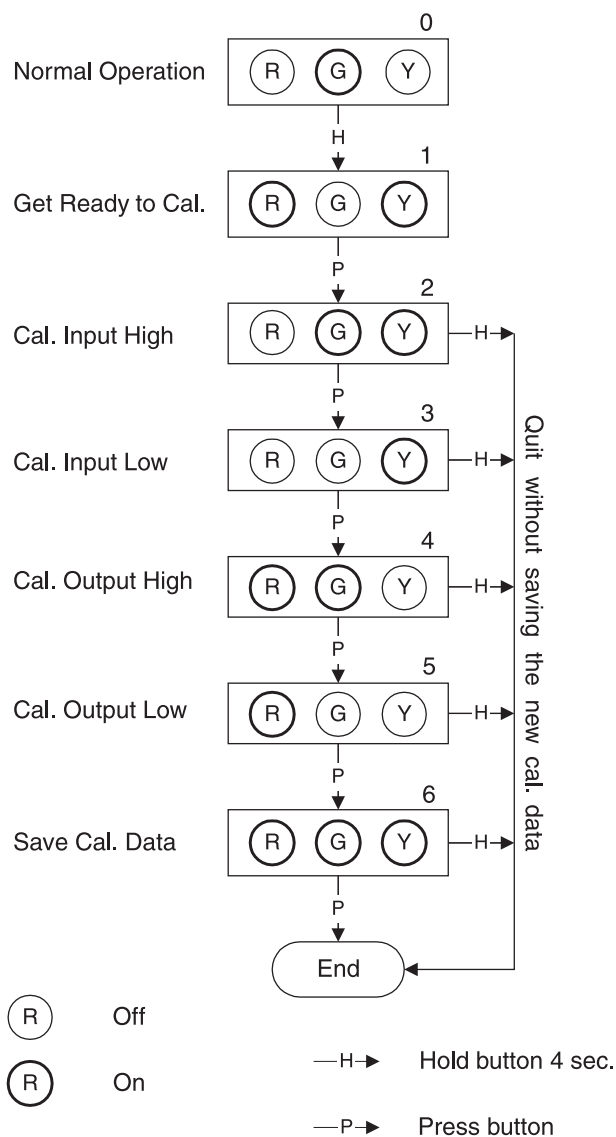 0
Normal Operation R G Y
H
1
Get Ready to Cal. R G Y
P
2
Cal. Input High R G Y H
P
3
Cal. Input Low R G Y H
P
4
Cal. Output High R G Y H
P
5
Cal. Output Low R G Y H
P
6
Save Cal. Data R G Y H
P
Quit without saving the new cal. data
End
R Off
R On
H Hold button 4 sec.
P Press button